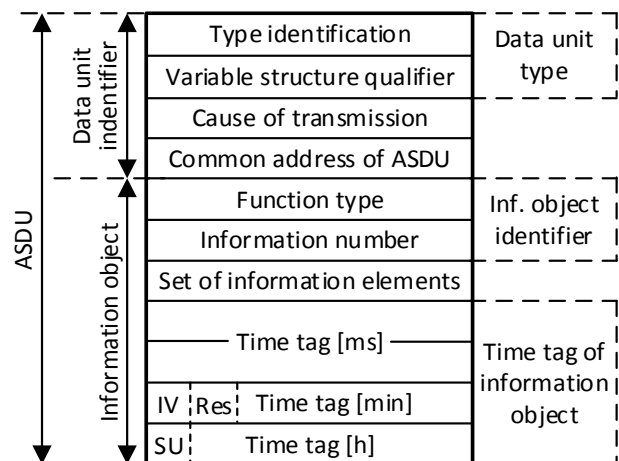 Type identification
Variable structure qualifier
Cause of transmission
Common address of ASDU
Function type
Information number
Set of information elements
Time tag [ms]
IV Res Time tag [min]
SU Time tag [h]
ASDU
Data unit
indentifier
Information object
Data unit
type
Inf. object
identifier
Time tag of
information
object